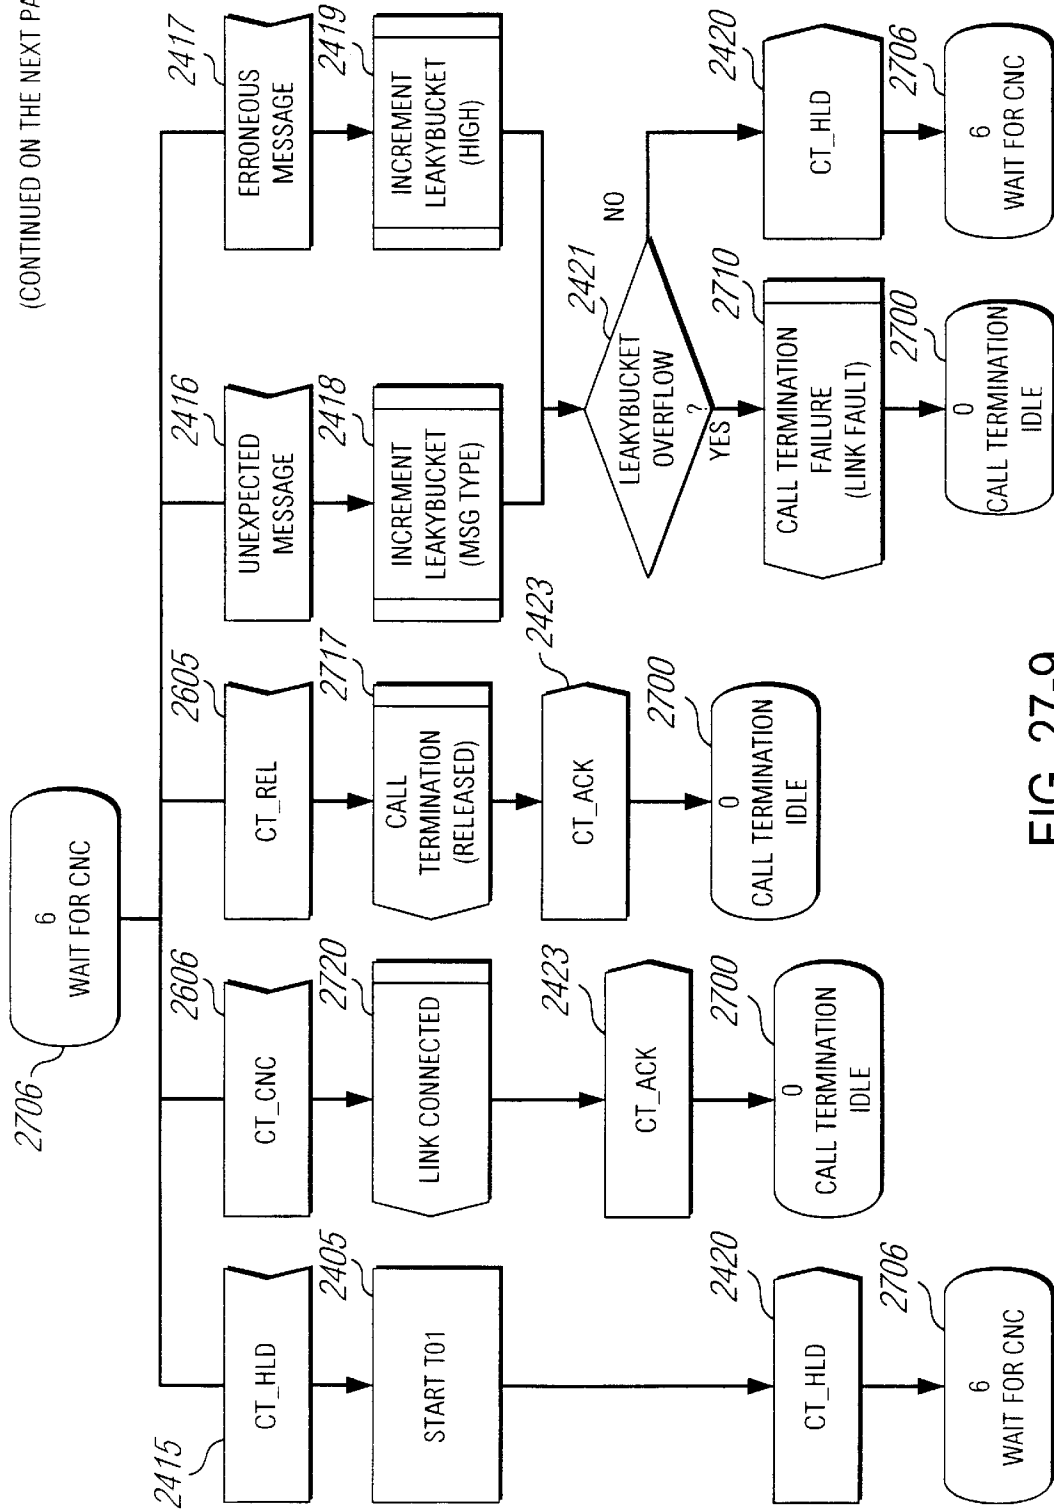 (CONTINUED ON THE NEXT PA
2706
6
WAIT FOR CNC
2415
CT_HLD
2405
START T01
2420
CT_HLD
2706
6
WAIT FOR CNC
2606
CT_CNC
2720
LINK CONNECTED
2423
CT_ACK
2700
0
CALL TERMINATION
IDLE
2605
CT_REL
2717
CALL
TERMINATION
(RELEASED)
2423
CT_ACK
2700
0
CALL TERMINATION
IDLE
2416
UNEXPECTED
MESSAGE
2418
INCREMENT
LEAKYBUCKET
(MSG TYPE)
2417
ERRONEOUS
MESSAGE
2419
INCREMENT
LEAKYBUCKET
(HIGH)
2421
LEAKYBUCKET
OVERFLOW
?
YES
NO
2710
CALL TERMINATION
FAILURE
(LINK FAULT)
2700
0
CALL TERMINATION
IDLE
2420
CT_HLD
2706
6
WAIT FOR CNC
FIG. 27-9